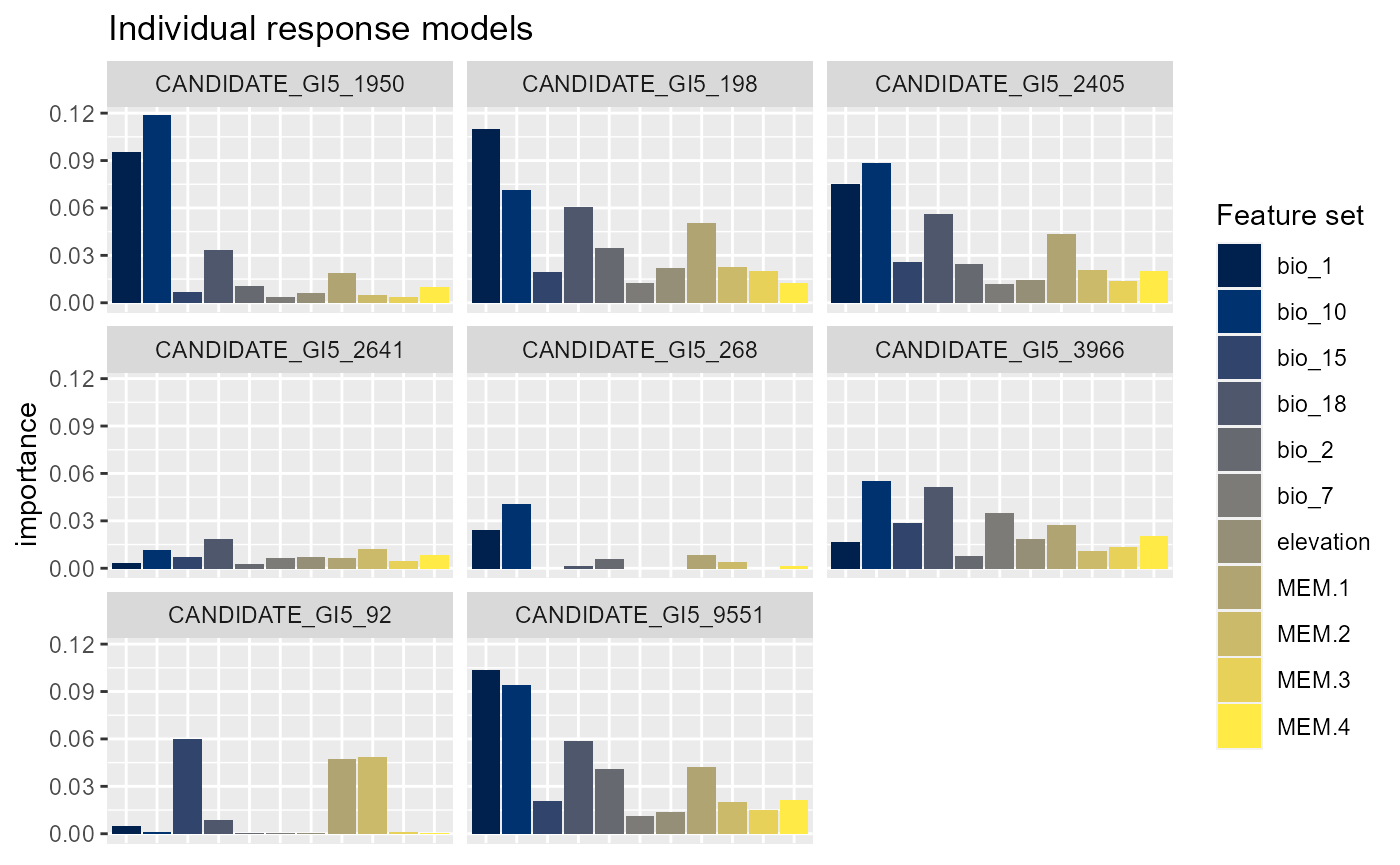 Individual response models
CANDIDATE_GI5_1950
CANDIDATE_GI5_198
CANDIDATE_GI5_2405
0.12
0.09
0.06
0.03
0.00
CANDIDATE_GI5_2641
CANDIDATE_GI5_268
CANDIDATE_GI5_3966
0.12
0.09
0.06
0.03
0.00
CANDIDATE_GI5_92
CANDIDATE_GI5_9551
0.12
0.09
0.06
0.03
0.00
importance
Feature set
bio_1
bio_10
bio_15
bio_18
bio_2
bio_7
elevation
MEM.1
MEM.2
MEM.3
MEM.4